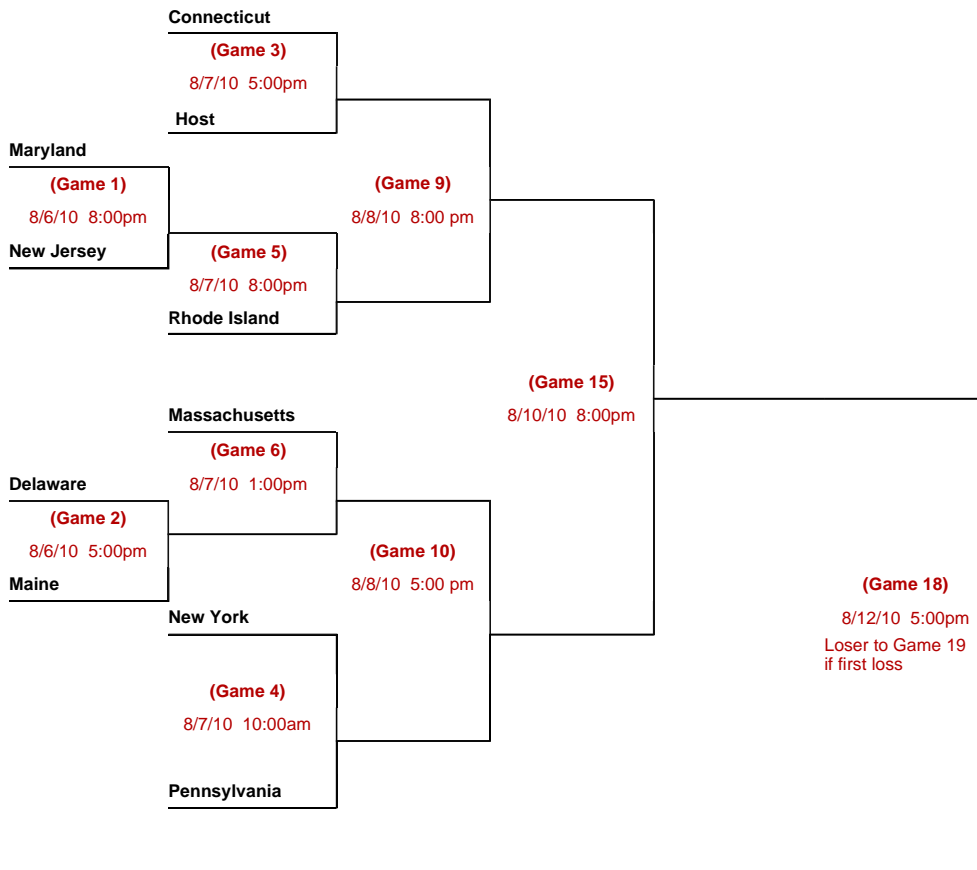 Connecticut
(Game 3)
8/7/10 5:00pm
Host
Maryland
(Game 1)
(Game 9)
8/6/10 8:00pm
8/8/10 8:00 pm
New Jersey
(Game 5)
8/7/10 8:00pm
Rhode Island
(Game 15)
Massachusetts
8/10/10 8:00pm
(Game 6)
Delaware
8/7/10 1:00pm
(Game 2)
8/6/10 5:00pm
(Game 10)
Maine
8/8/10 5:00 pm
(Game 18)
New York
8/12/10 5:00pm
Loser to Game 19
if first loss
(Game 4)
8/7/10 10:00am
Pennsylvania